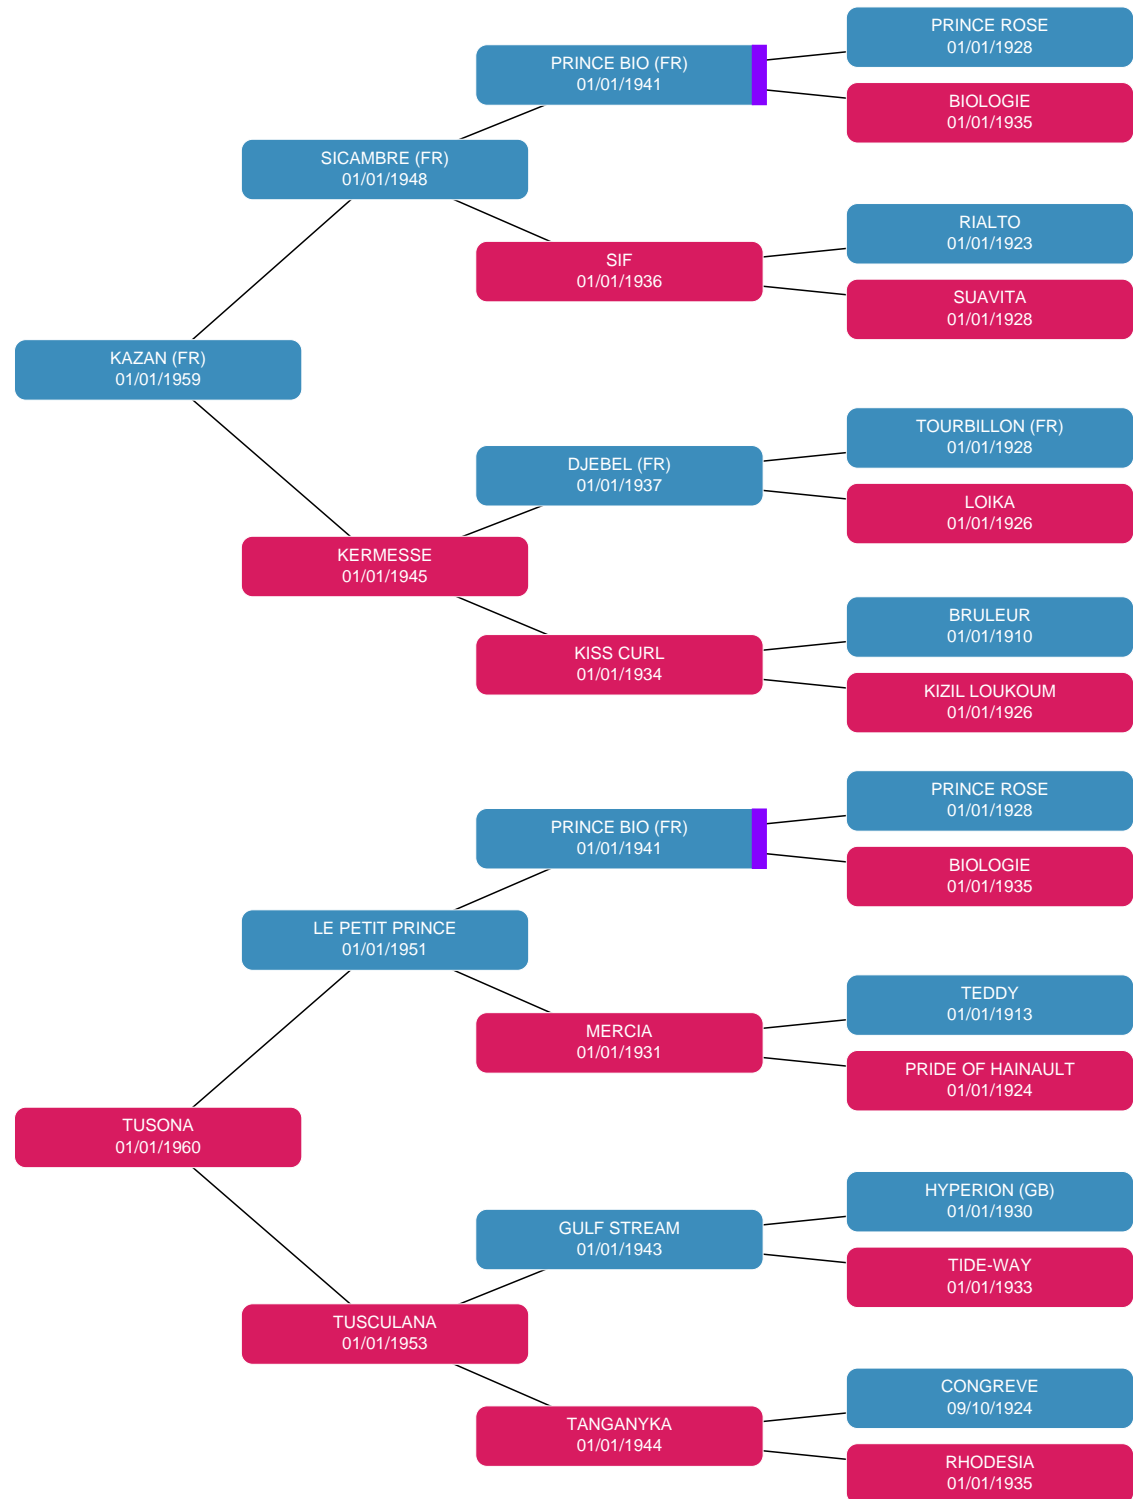 PRINCE ROSE
01/01/1928
PRINCE BIO (FR)
01/01/1941
BIOLOGIE
01/01/1935
SICAMBRE (FR)
01/01/1948
RIALTO
01/01/1923
SIF
01/01/1936
SUAVITA
01/01/1928
KAZAN (FR)
01/01/1959
TOURBILLON (FR)
01/01/1928
DJEBEL (FR)
01/01/1937
LOIKA
01/01/1926
KERMESSE
01/01/1945
BRULEUR
01/01/1910
KISS CURL
01/01/1934
KIZIL LOUKOUM
01/01/1926
PRINCE ROSE
01/01/1928
PRINCE BIO (FR)
01/01/1941
BIOLOGIE
01/01/1935
LE PETIT PRINCE
01/01/1951
TEDDY
01/01/1913
MERCIA
01/01/1931
PRIDE OF HAINAULT
01/01/1924
TUSONA
01/01/1960
HYPERION (GB)
01/01/1930
GULF STREAM
01/01/1943
TIDE-WAY
01/01/1933
TUSCULANA
01/01/1953
CONGREVE
09/10/1924
TANGANYKA
01/01/1944
RHODESIA
01/01/1935